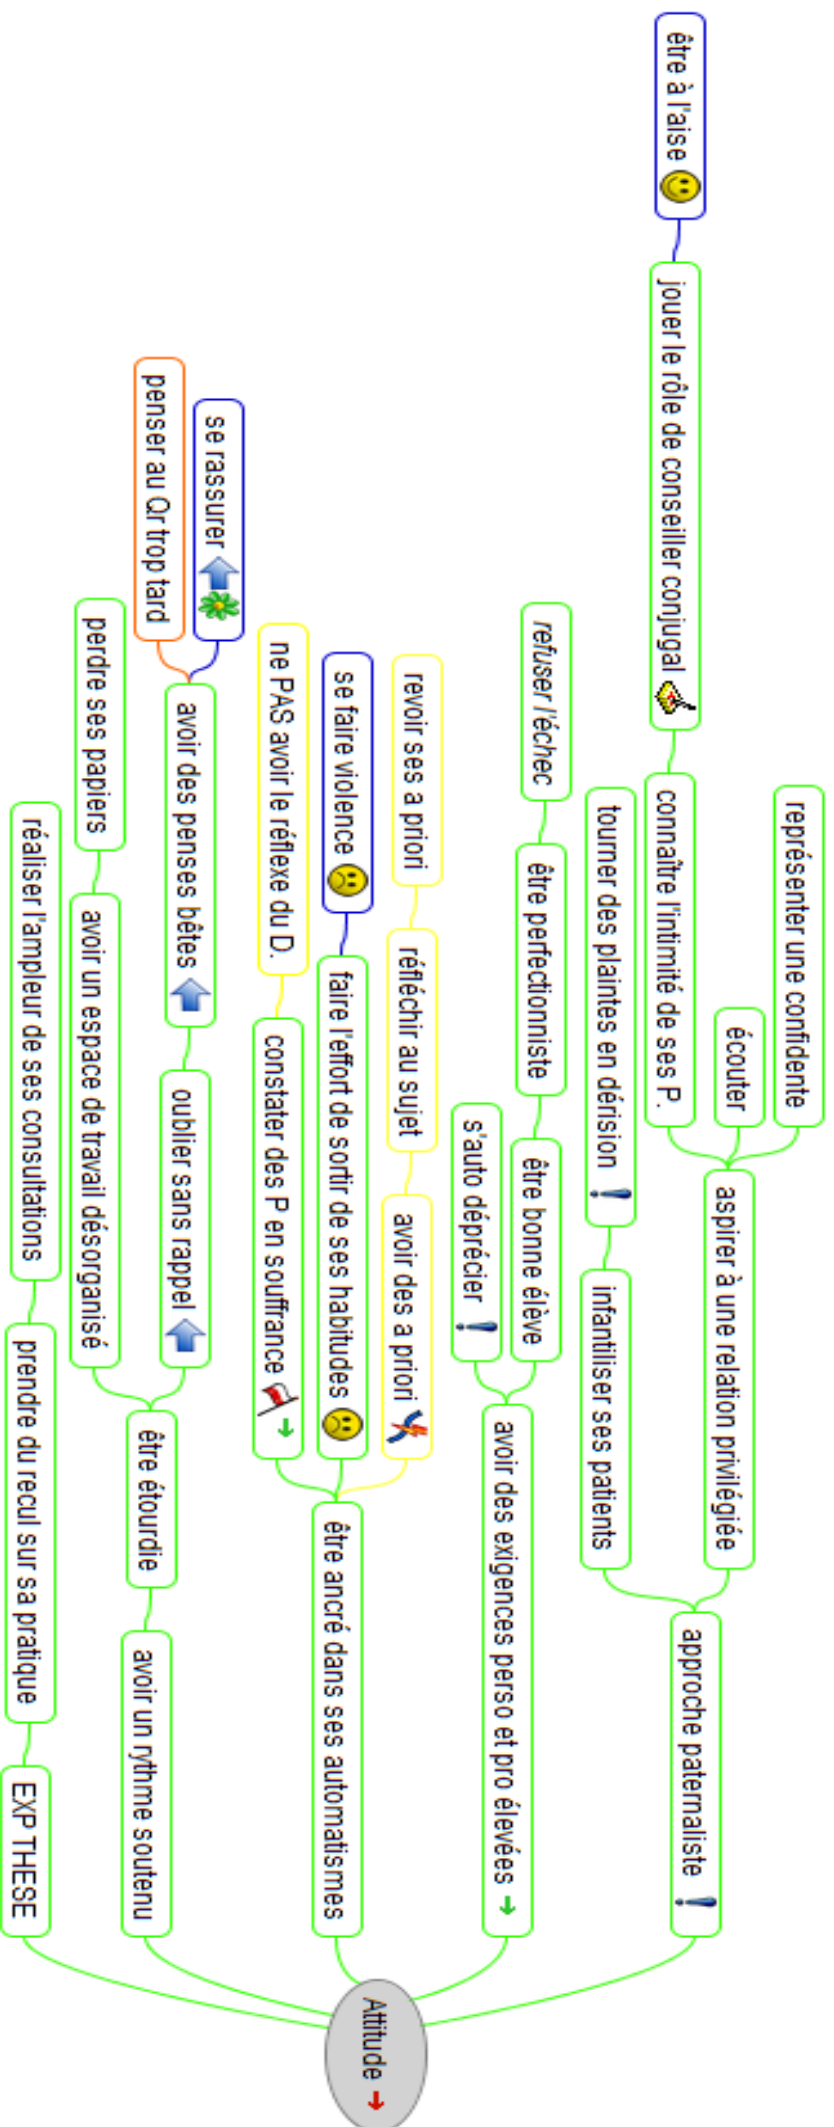 être à l'aise
jouer le rôle de conseiller conjugal
représenter une confidente
écouter
connaître l'intimité de ses P.
aspirer à une relation privilégiée
tourner des plaintes en dérision
infantiliser ses patients
approche paternaliste
refuser l'échec
être perfectionniste
être bonne élève
s'auto déprécier
avoir des exigences perso et pro élevées
revoir ses a priori
réfléchir au sujet
avoir des a priori
se faire violence
faire l'effort de sortir de ses habitudes
ne PAS avoir le réflexe du D.
constater des P en souffrance
être ancré dans ses automatismes
se rassurer
penser au Qr trop tard
avoir des penses bêtes
oublier sans rappel
perdre ses papiers
avoir un espace de travail désorganisé
être étourdie
avoir un rythme soutenu
réaliser l'ampleur de ses consultations
prendre du recul sur sa pratique
EXP THESE
Attitude